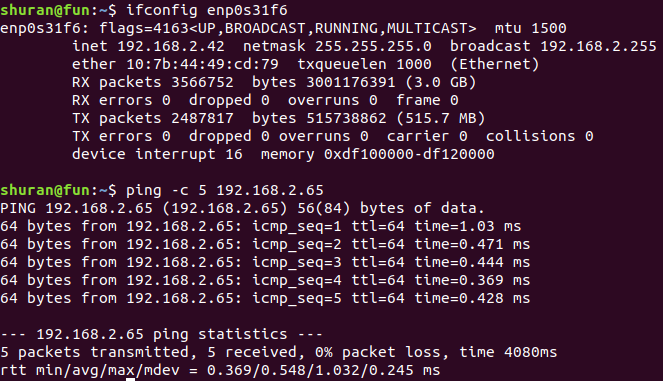 shuran@fun:~$ ifconfig enp0s31f6
enp0s31f6: flags=4163<UP,BROADCAST,RUNNING,MULTICAST>  mtu 1500
        inet 192.168.2.42  netmask 255.255.255.0  broadcast 192.168.2.255
        ether 10:7b:44:49:cd:79  txqueuelen 1000  (Ethernet)
        RX packets 3566752  bytes 3001176391 (3.0 GB)
        RX errors 0  dropped 0  overruns 0  frame 0
        TX packets 2487817  bytes 515738862 (515.7 MB)
        TX errors 0  dropped 0 overruns 0  carrier 0  collisions 0
        device interrupt 16  memory 0xdf100000-df120000
shuran@fun:~$ ping -c 5 192.168.2.65
PING 192.168.2.65 (192.168.2.65) 56(84) bytes of data.
64 bytes from 192.168.2.65: icmp_seq=1 ttl=64 time=1.03 ms
64 bytes from 192.168.2.65: icmp_seq=2 ttl=64 time=0.471 ms
64 bytes from 192.168.2.65: icmp_seq=3 ttl=64 time=0.444 ms
64 bytes from 192.168.2.65: icmp_seq=4 ttl=64 time=0.369 ms
64 bytes from 192.168.2.65: icmp_seq=5 ttl=64 time=0.428 ms
--- 192.168.2.65 ping statistics ---
5 packets transmitted, 5 received, 0% packet loss, time 4080ms
rtt min/avg/max/mdev = 0.369/0.548/1.032/0.245 ms